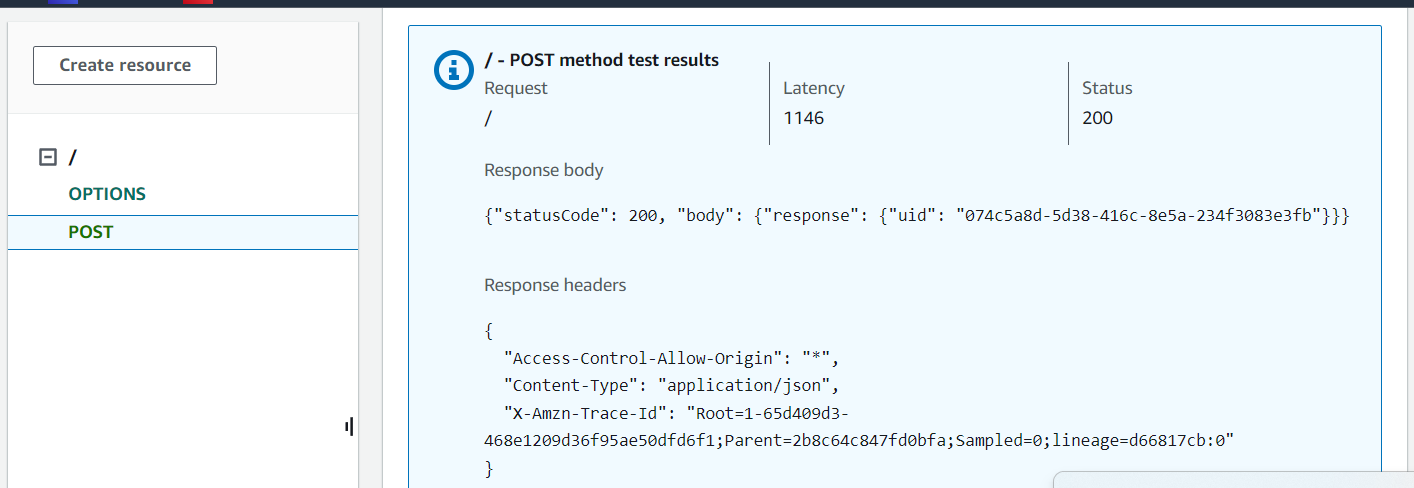 Create resource
/
OPTIONS
POST
/ - POST method test results
Request
/
Latency
1146
Status
200
Response body
{"statusCode": 200, "body": {"response": {"uid": "074c5a8d-5d38-416c-8e5a-234f3083e3fb"}}}
Response headers
{
"Access-Control-Allow-Origin": "*",
"Content-Type": "application/json",
"X-Amzn-Trace-Id": "Root=1-65d409d3-
468e1209d36f95ae50dfd6f1;Parent=2b8c64c847fd0bfa;Sampled=0;lineage=d66817cb:0"
}